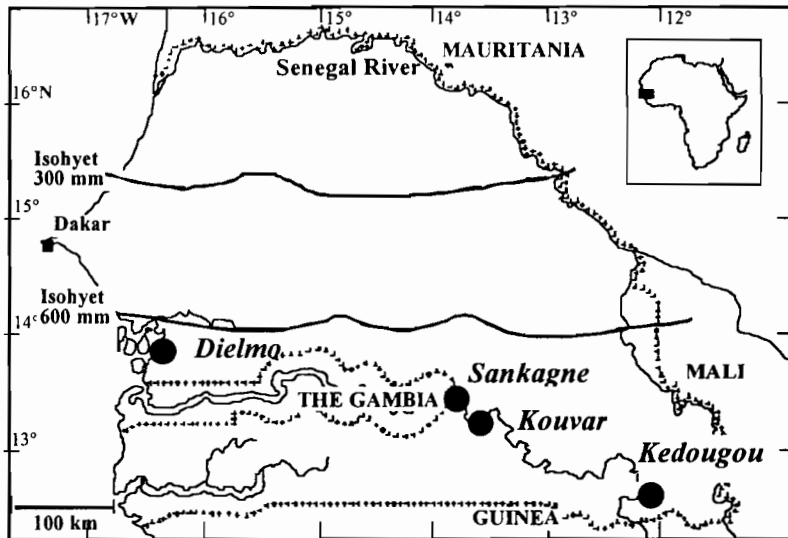 17°W 16° 15° 14° 13° 12°
MAURITANIA
Senegal River
16°N
Isohyet
300 mm
15°
Dakar
Isohyet
600 mm
14°
Dielmo
MALI
Sankagne
THE GAMBIA
Kouvar
13°
Kedougou
100 km
GUINEA